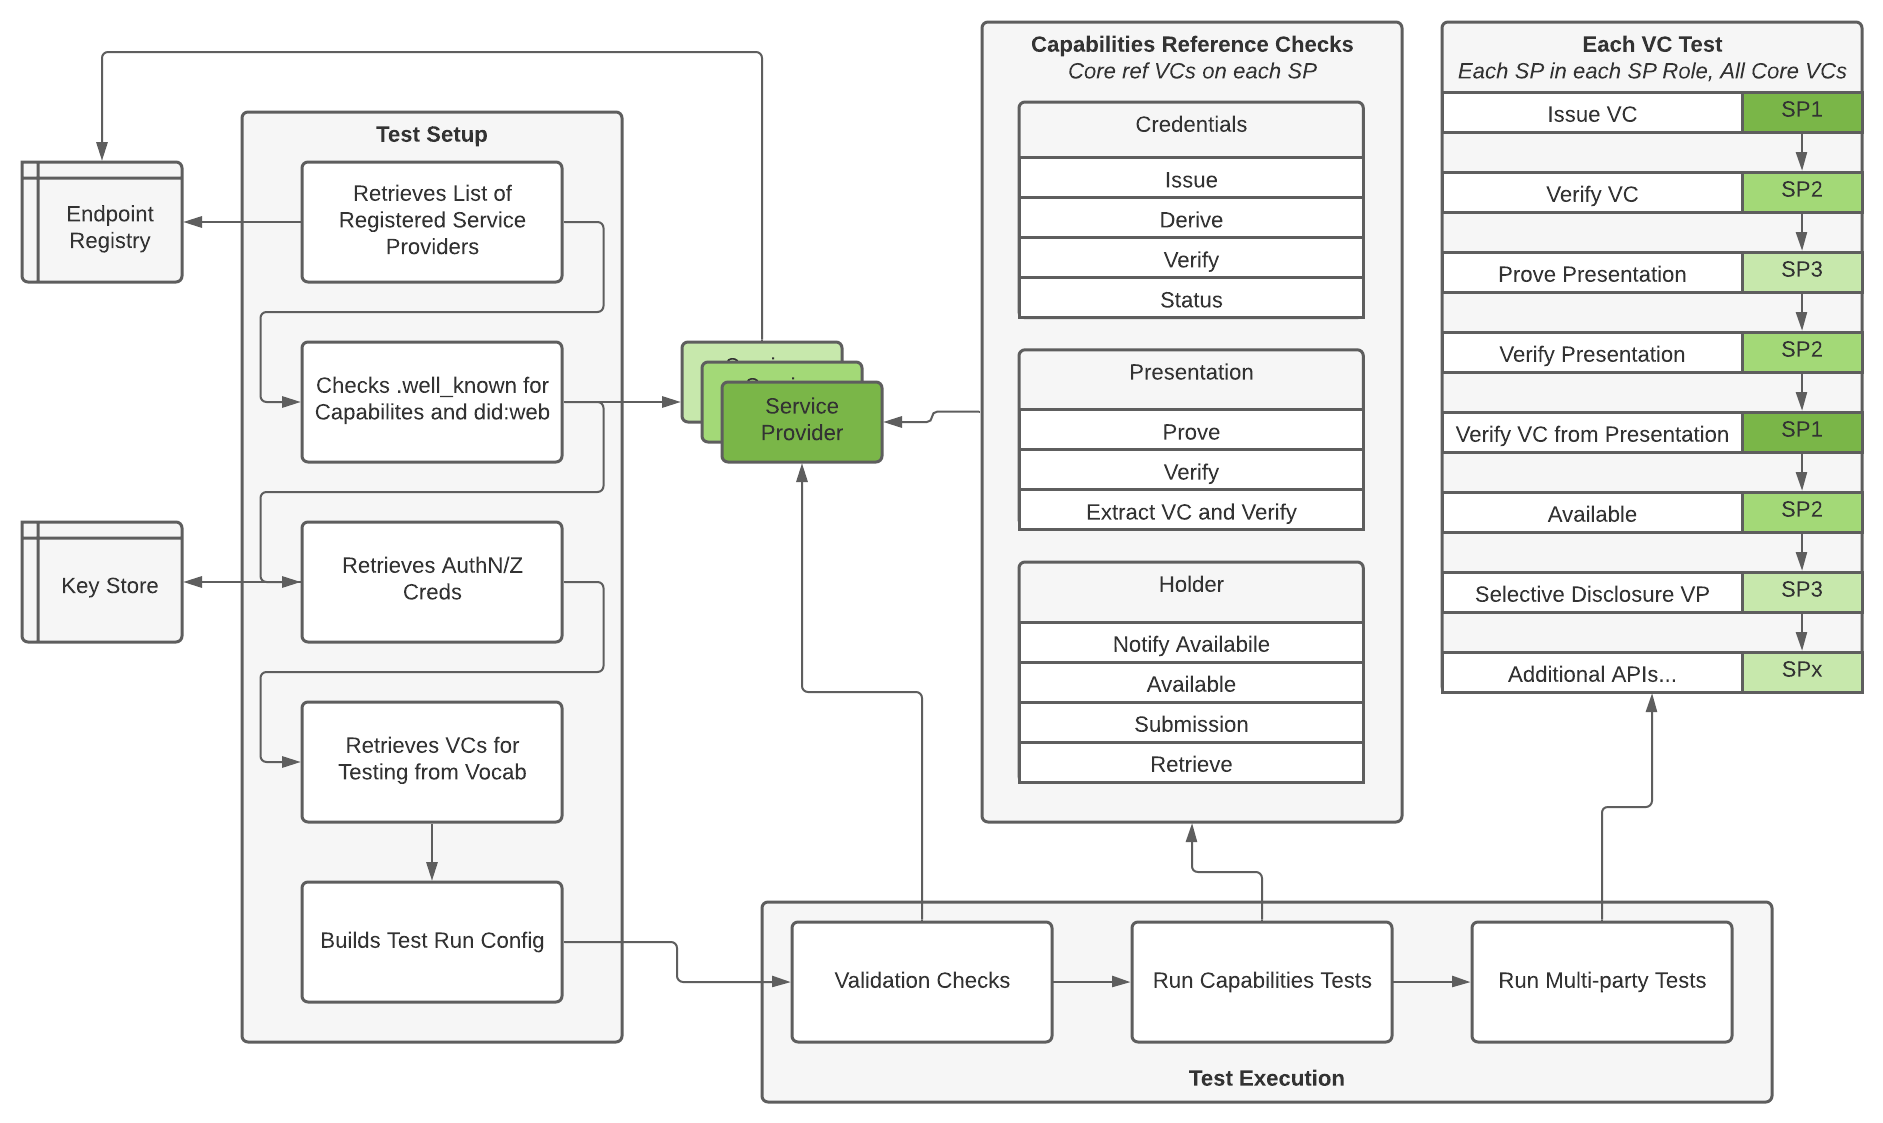 Endpoint
Registry
Key Store
Test Setup
Retrieves List of
Registered Service
Providers
Checks .well_known for
Capabilites and did:web
Retrieves AuthN/Z
Creds
Retrieves VCs for
Testing from Vocab
Builds Test Run Config
Service
Provider
Capabilities Reference Checks
Core ref VCs on each SP
Credentials
Issue
Derive
Verify
Status
Presentation
Prove
Verify
Extract VC and Verify
Holder
Notify Availabile
Available
Submission
Retrieve
Each VC Test
Each SP in each SP Role, All Core VCs
Issue VC SP1
Verify VC SP2
Prove Presentation SP3
Verify Presentation SP2
Verify VC from Presentation SP1
Available SP2
Selective Disclosure VP SP3
Additional APIs... SPx
Validation Checks
Run Capabilities Tests
Run Multi-party Tests
Test Execution